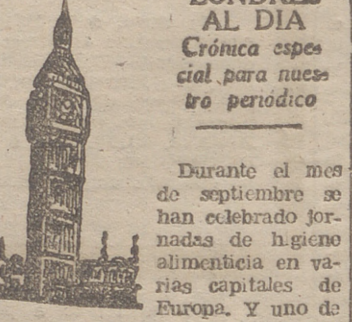 LONDRES
AL DIA
Crónica espe-
cial para nues-
tro periódico
Durante el mes
de septiembre se
han celebrado jor-
nadas de higiene
alimenticia en va-
rias capitales de
Europa. Y uno de